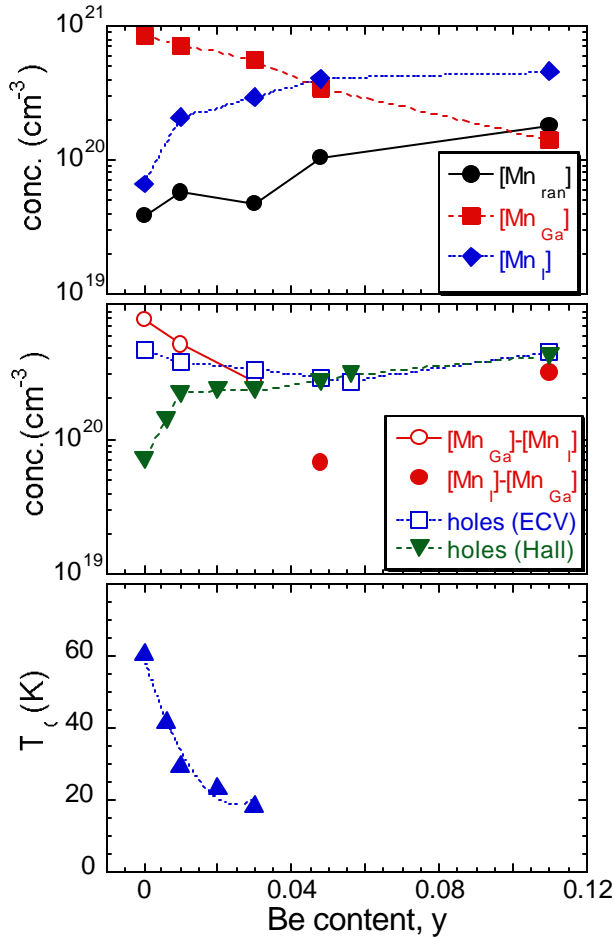 10^21
10^20
10^19
conc. (cm^-3)
[Mn_ran]
[Mn_Ga]
[Mn_I]
10^20
10^19
conc.(cm^-3)
[Mn_Ga]-[Mn_I]
[Mn_I]-[Mn_Ga]
holes (ECV)
holes (Hall)
60
40
20
0
(K)
0
0.04
0.08
0.12
Be content, y